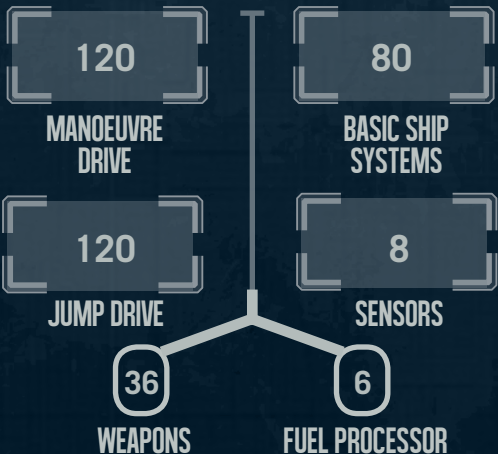 120
MANOEUVRE
DRIVE
80
BASIC SHIP
SYSTEMS
120
JUMP DRIVE
8
SENSORS
36
WEAPONS
6
FUEL PROCESSOR